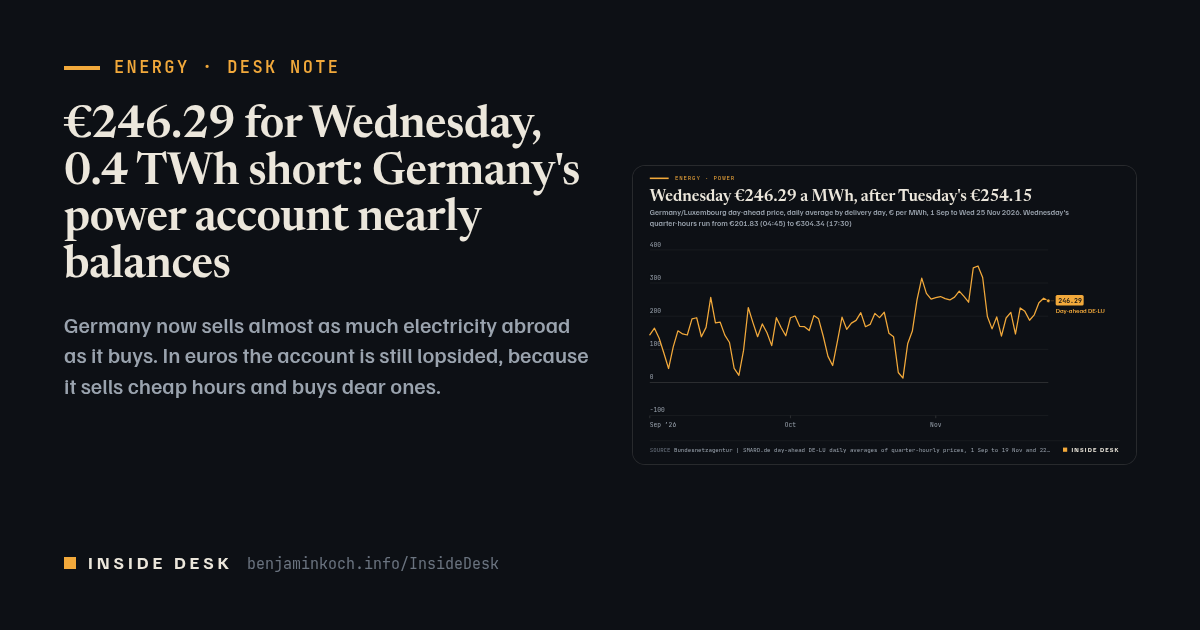 ENERGY · DESK NOTE
€246.29 for Wednesday,
0.4 TWh short: Germany's
power account nearly
balances
Germany now sells almost as much electricity abroad
as it buys. In euros the account is still lopsided, because
it sells cheap hours and buys dear ones.
ENERGY · POWER
Wednesday €246.29 a MWh, after Tuesday's €254.15
Germany/Luxembourg day-ahead price, daily average by delivery day, € per MWh, 1 Sep to Wed 25 Nov 2026. Wednesday's
quarter-hours run from €201.83 (04:45) to €304.34 (17:30)
400
300
200
100
0
-100
246.29
Day-ahead DE-LU
Sep '26
Oct
Nov
SOURCE Bundesnetzagentur | SMARD.de day-ahead DE-LU daily averages of quarter-hourly prices, 1 Sep to 19 Nov and 22…
INSIDE DESK
INSIDE DESK benjaminkoch.info/InsideDesk